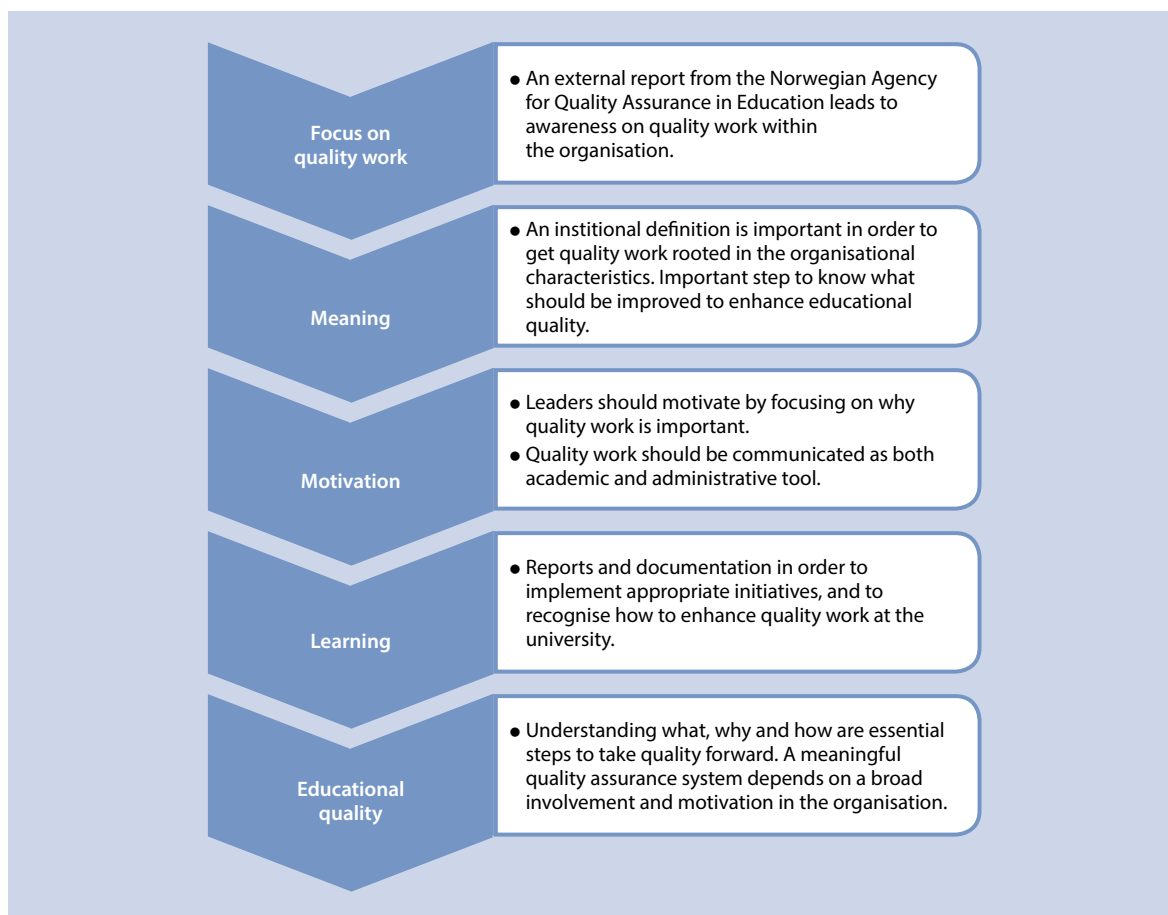 Focus on
quality work
● An external report from the Norwegian Agency
for Quality Assurance in Education leads to
awareness on quality work within
the organisation.
Meaning
● An institutional definition is important in order to
get quality work rooted in the organisational
characteristics. Important step to know what
should be improved to enhance educational
quality.
Motivation
● Leaders should motivate by focusing on why
quality work is important.
● Quality work should be communicated as both
academic and administrative tool.
Learning
● Reports and documentation in order to
implement appropriate initiatives, and to
recognise how to enhance quality work at the
university.
Educational
quality
● Understanding what, why and how are essential
steps to take quality forward. A meaningful
quality assurance system depends on a broad
involvement and motivation in the organisation.